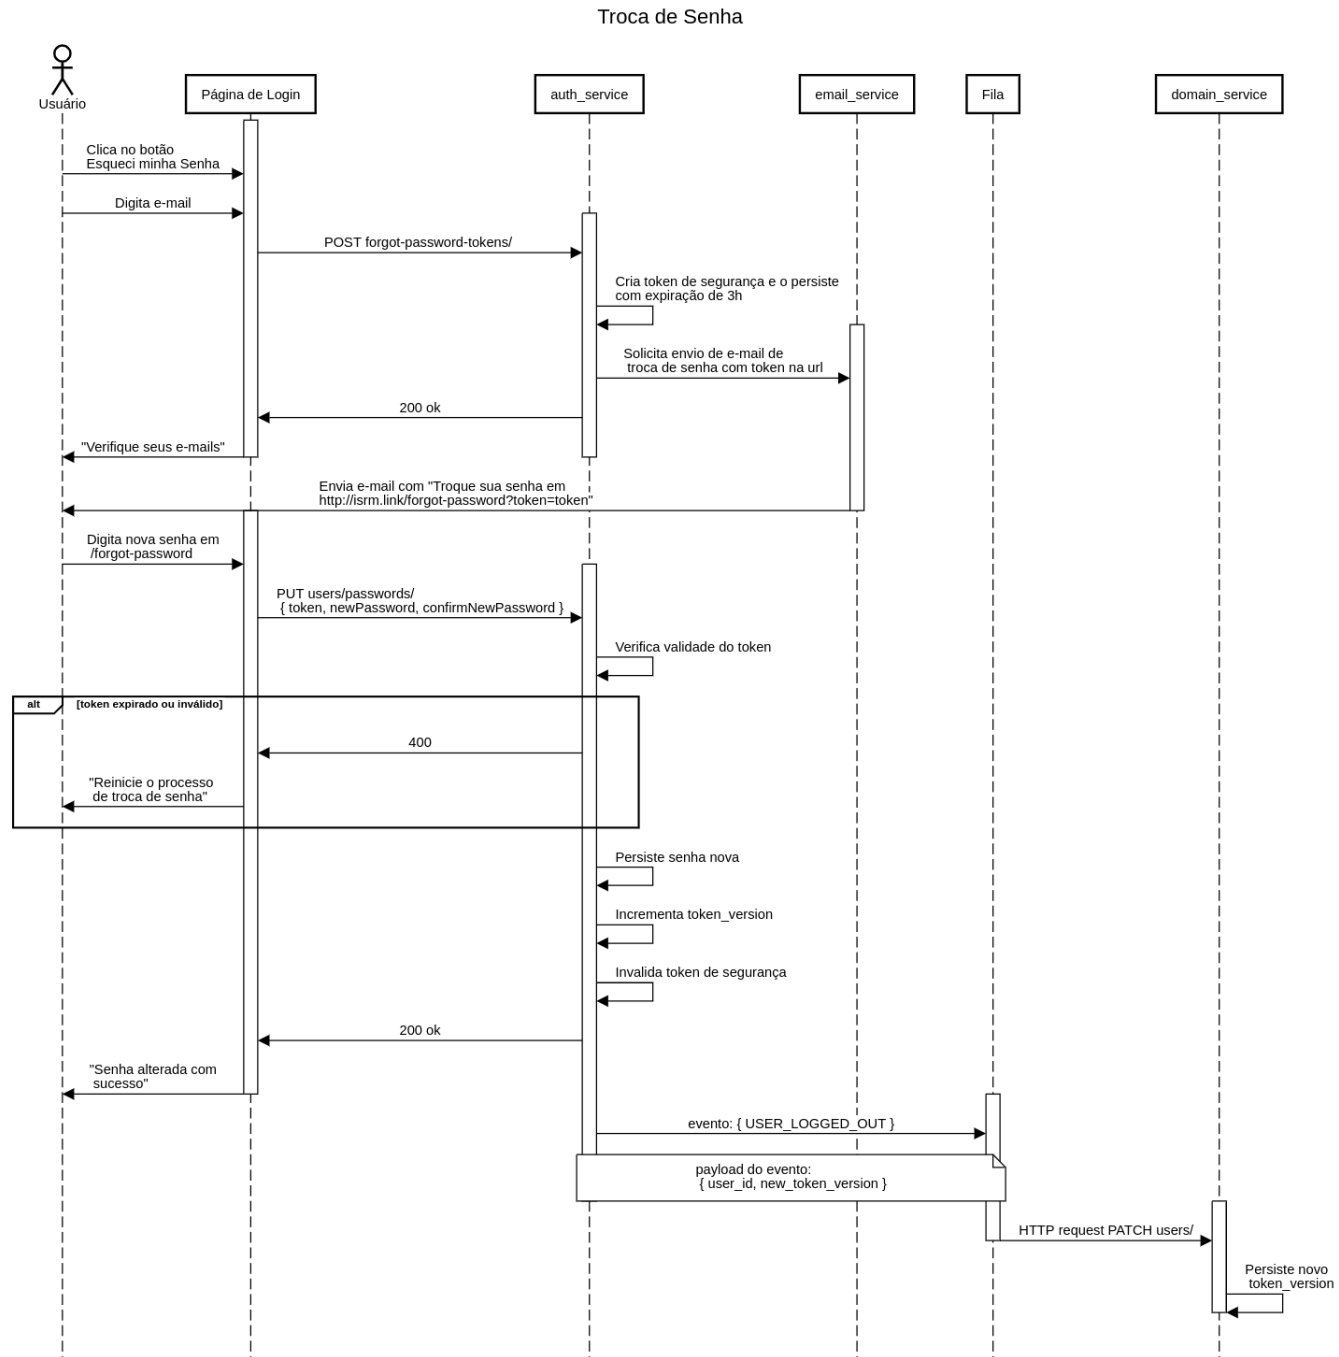 Troca de Senha
Usuário
Página de Login
auth_service
email_service
Fila
domain_service
Clica no botão
Esqueci minha Senha
Digita e-mail
POST forgot-password-tokens/
Cria token de segurança e o persiste
com expiração de 3h
Solicita envio de e-mail de
troca de senha com token na url
200 ok
"Verifique seus e-mails"
Envia e-mail com "Troque sua senha em
http://isrm.link/forgot-password?token=token"
Digita nova senha em
/forgot-password
PUT users/passwords/
{ token, newPassword, confirmNewPassword }
Verifica validade do token
alt [token expirado ou inválido]
400
"Reinicie o processo
de troca de senha"
Persiste senha nova
Incrementa token_version
Invalida token de segurança
200 ok
"Senha alterada com
sucesso"
evento: { USER_LOGGED_OUT }
payload do evento:
{ user_id, new_token_version }
HTTP request PATCH users/
Persiste novo
token_version